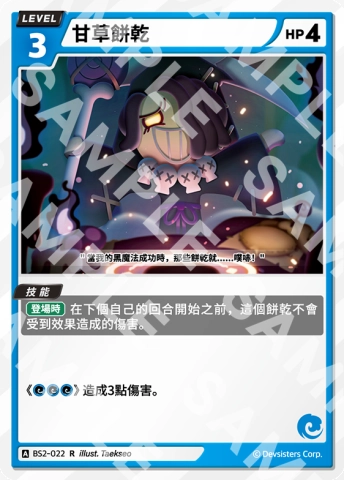 LEVEL
3
甘草餅乾
HP4
"當我的黑魔法成功時，那些餅乾就......噗哧！"
技能
登場時 在下個自己的回合開始之前，這個餅乾不會
受到效果造成的傷害。
《》造成3點傷害。
A BS2-022 R illust. Taekseo
© Devsisters Corp.
SAMPLE